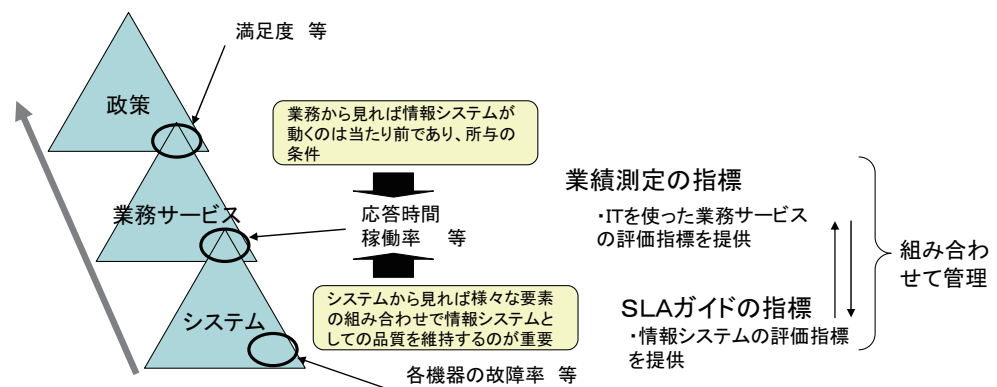 満足度 等
政策
業務から見れば情報システムが
動くのは当たり前であり、所与の
条件
業務サービス
応答時間
稼働率 等
システムから見れば様々な要素
の組み合わせで情報システムと
しての品質を維持するのが重要
システム
各機器の故障率 等
業績測定の指標
・ITを使った業務サービス
の評価指標を提供
SLAガイドの指標
・情報システムの評価指標
を提供
組み合わ
せて管理